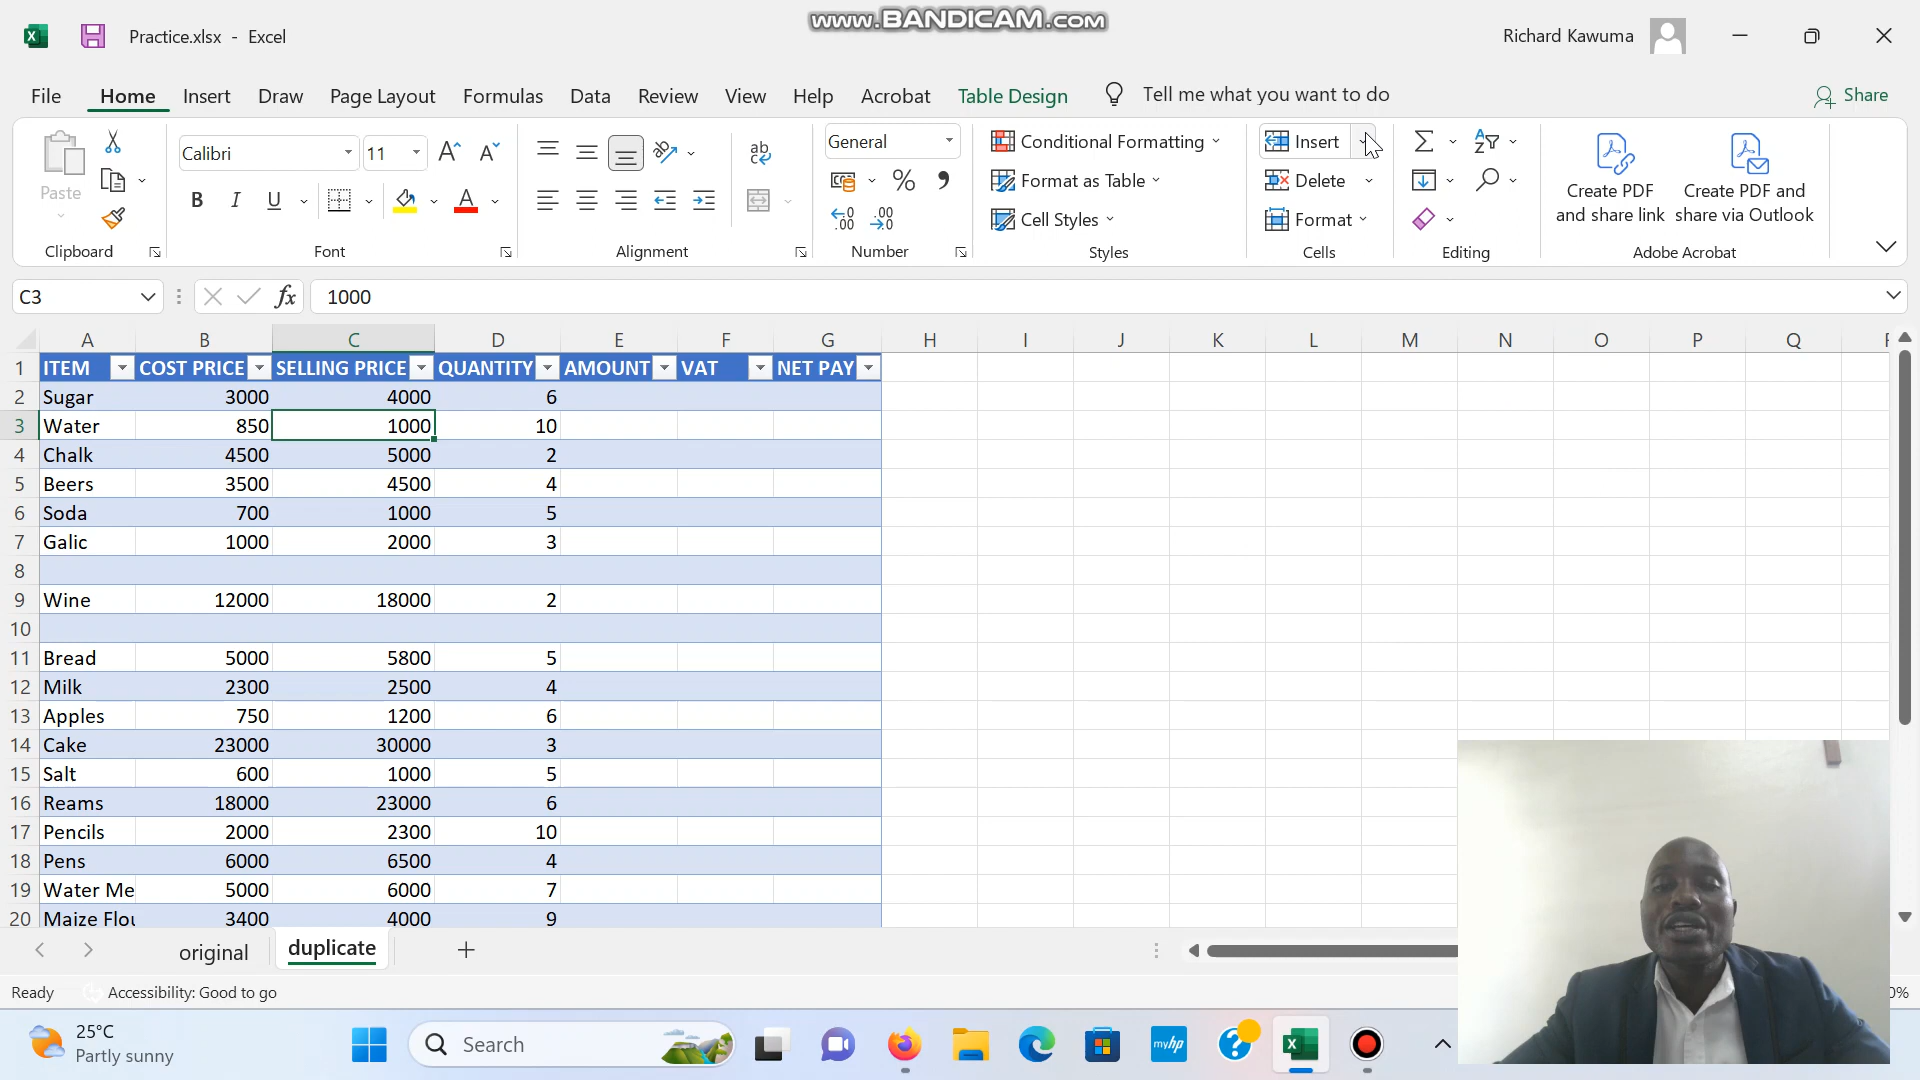 www.BANDICAM.com
Practice.xlsx - Excel
Richard Kawuma
File Home Insert Draw Page Layout Formulas Data Review View Help Acrobat Table Design Tell me what you want to do Share
Paste
Clipboard
Calibri 11
B I U
Font
ab
Alignment
General
% ,
Number
Conditional Formatting
Format as Table
Cell Styles
Styles
Insert
Delete
Format
Cells
Editing
Create PDF and share link
Create PDF and share via Outlook
Adobe Acrobat
C3 fx 1000
A B C D E F G H I J K L M N O P Q
1 ITEM COST PRICE SELLING PRICE QUANTITY AMOUNT VAT NET PAY
2 Sugar 3000 4000 6
3 Water 850 1000 10
4 Chalk 4500 5000 2
5 Beers 3500 4500 4
6 Soda 700 1000 5
7 Galic 1000 2000 3
8
9 Wine 12000 18000 2
10
11 Bread 5000 5800 5
12 Milk 2300 2500 4
13 Apples 750 1200 6
14 Cake 23000 30000 3
15 Salt 600 1000 5
16 Reams 18000 23000 6
17 Pencils 2000 2300 10
18 Pens 6000 6500 4
19 Water Me 5000 6000 7
20 Maize Flou 3400 4000 9
original duplicate
Ready Accessibility: Good to go 0%
25°C
Partly sunny
Search
myhp